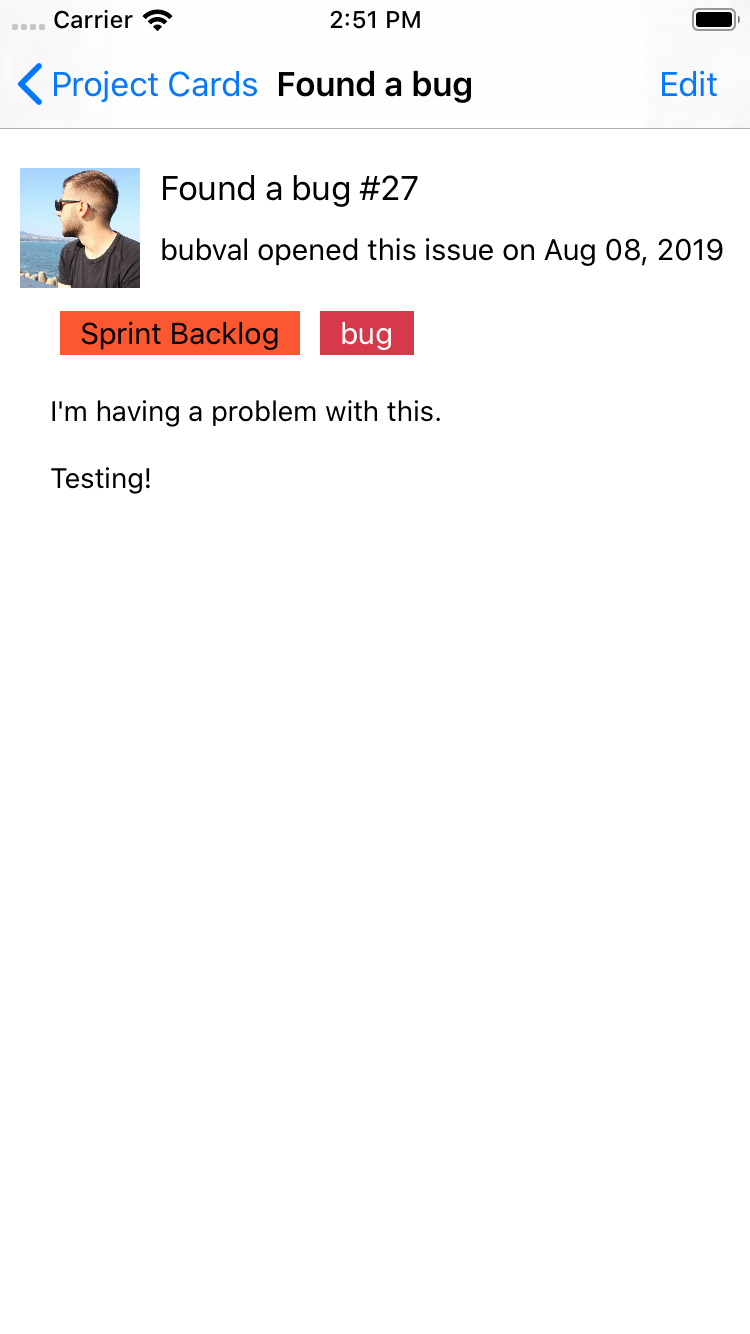 Carrier 2:51 PM
Project Cards Found a bug Edit
Found a bug #27
bubval opened this issue on Aug 08, 2019
Sprint Backlog bug
I'm having a problem with this.
Testing!